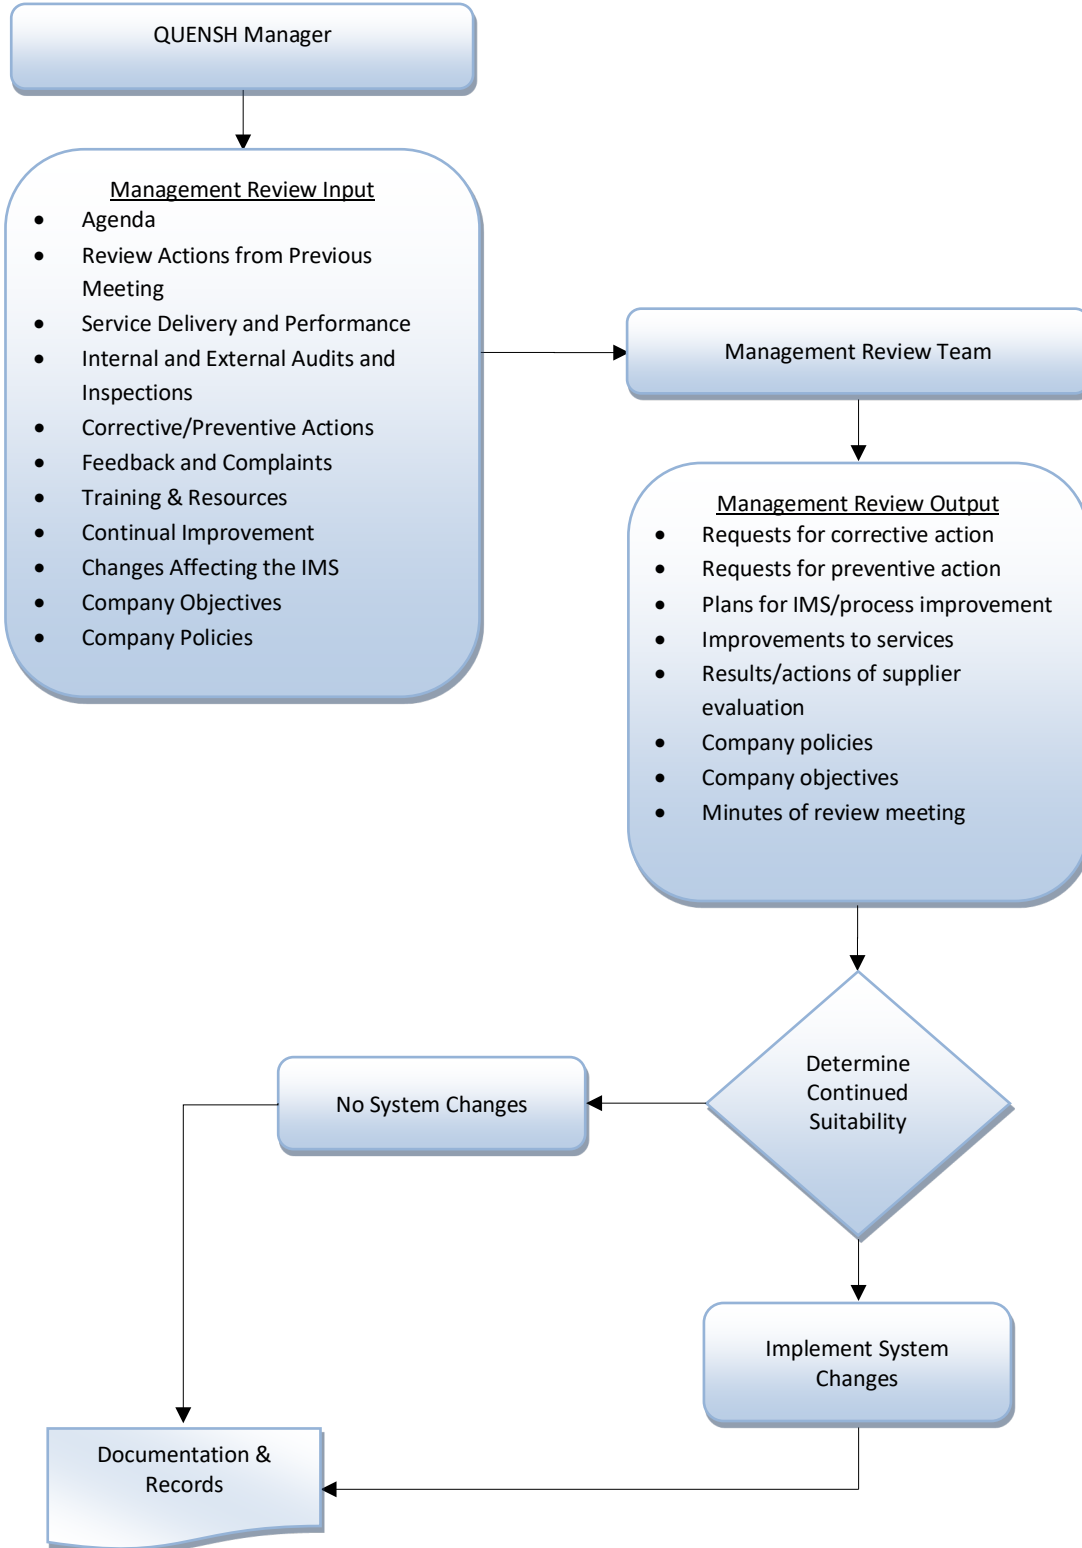 QUENSH Manager
Management Review Input
• Agenda
• Review Actions from Previous
Meeting
• Service Delivery and Performance
• Internal and External Audits and
Inspections
• Corrective/Preventive Actions
• Feedback and Complaints
• Training & Resources
• Continual Improvement
• Changes Affecting the IMS
• Company Objectives
• Company Policies
Management Review Team
Management Review Output
• Requests for corrective action
• Requests for preventive action
• Plans for IMS/process improvement
• Improvements to services
• Results/actions of supplier
evaluation
• Company policies
• Company objectives
• Minutes of review meeting
Determine
Continued
Suitability
No System Changes
Implement System
Changes
Documentation &
Records